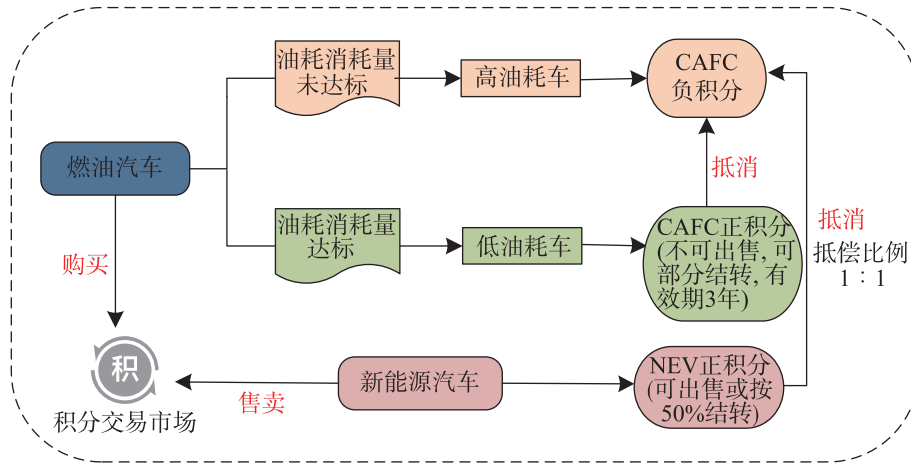 油耗消耗量
未达标
高油耗车
CAFC
负积分
燃油汽车
抵消
油耗消耗量
达标
低油耗车
CAFC正积分
(不可出售, 可
部分结转, 有
效期3年)
抵消
抵偿比例
1：1
购买
积
积分交易市场
售卖
新能源汽车
NEV正积分
(可出售或按
50%结转)